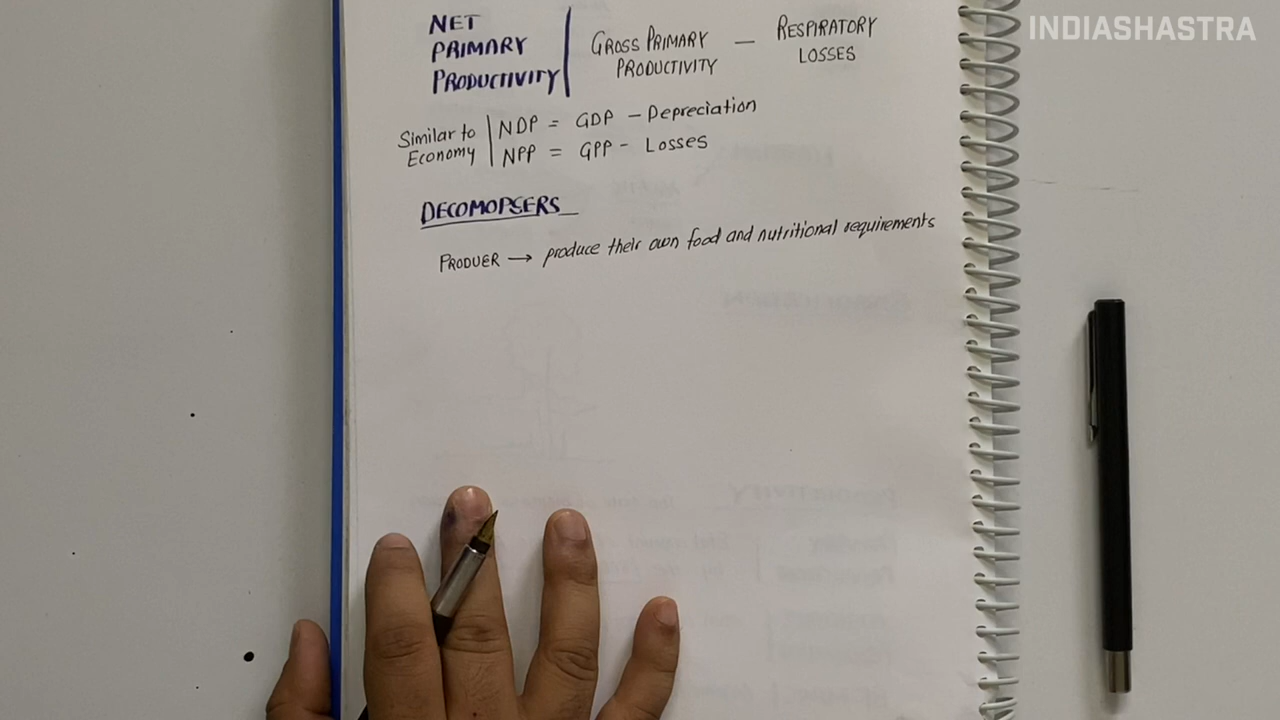 INDIASHASTRA
NET
PRIMARY
PRODUCTIVITY
GROSS PRIMARY
PRODUCTIVITY
—
RESPIRATORY
LOSSES
Similar to
Economy
NDP = GDP - Depreciation
NPP = GPP - Losses
DECOMOPSERS_
PRODUER → produce their own food and nutritional requirements